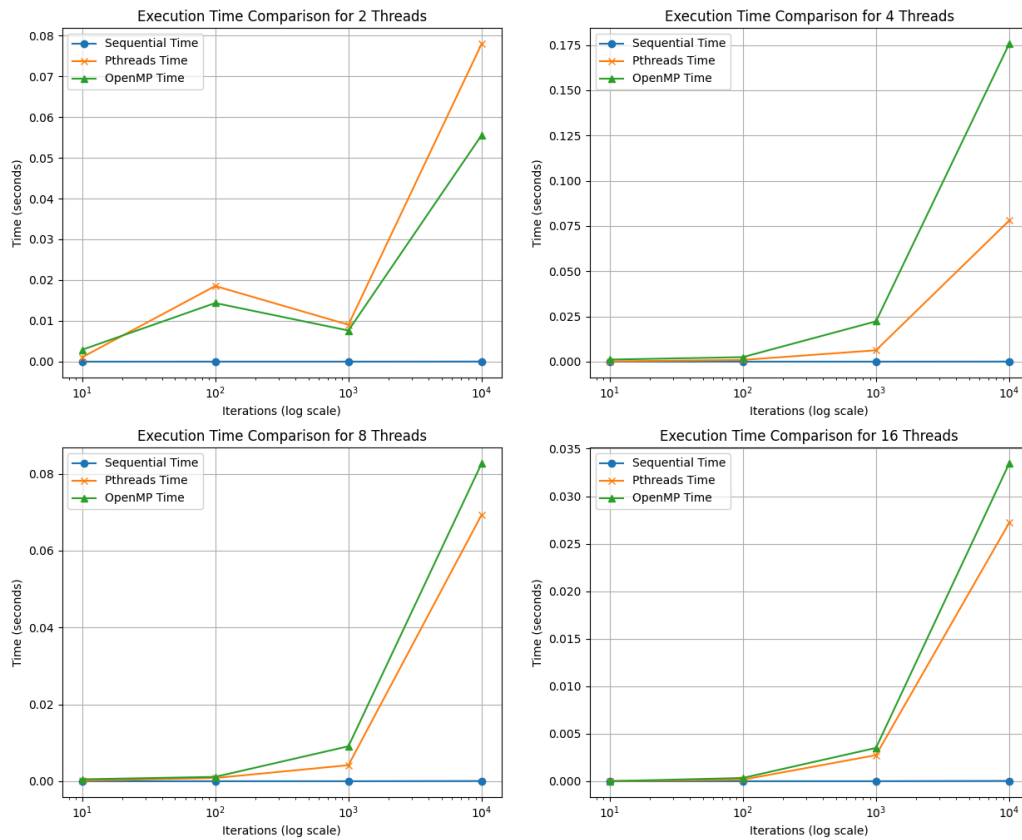 Execution Time Comparison for 2 Threads
Sequential Time
Pthreads Time
OpenMP Time
Time (seconds)
0.08
0.07
0.06
0.05
0.04
0.03
0.02
0.01
0.00
10¹
10²
10³
10⁴
Iterations (log scale)
Execution Time Comparison for 4 Threads
Sequential Time
Pthreads Time
OpenMP Time
Time (seconds)
0.175
0.150
0.125
0.100
0.075
0.050
0.025
0.000
10¹
10²
10³
10⁴
Iterations (log scale)
Execution Time Comparison for 8 Threads
Sequential Time
Pthreads Time
OpenMP Time
Time (seconds)
0.08
0.06
0.04
0.02
0.00
10¹
10²
10³
10⁴
Iterations (log scale)
Execution Time Comparison for 16 Threads
Sequential Time
Pthreads Time
OpenMP Time
Time (seconds)
0.035
0.030
0.025
0.020
0.015
0.010
0.005
0.000
10¹
10²
10³
10⁴
Iterations (log scale)